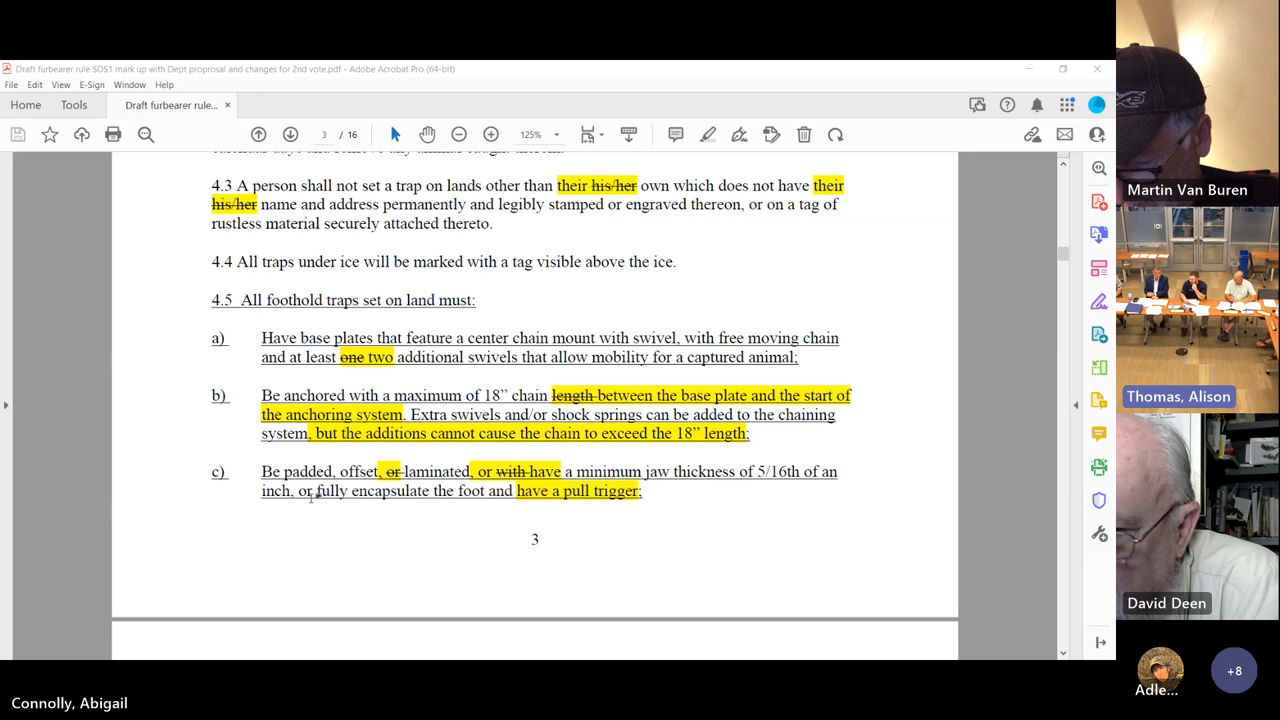 Draft furbearer rule SOS1 mark up with Dept proprosal and changes for 2nd vote.pdf - Adobe Acrobat Pro (64-bit)
File Edit View E-Sign Window Help
Home Tools Draft furbearer rule... ×
3 / 16 125%
4.3 A person shall not set a trap on lands other than their his/her own which does not have their
his/her name and address permanently and legibly stamped or engraved thereon, or on a tag of
rustless material securely attached thereto.
4.4 All traps under ice will be marked with a tag visible above the ice.
4.5 All foothold traps set on land must:
a) Have base plates that feature a center chain mount with swivel, with free moving chain
and at least one two additional swivels that allow mobility for a captured animal;
b) Be anchored with a maximum of 18” chain length between the base plate and the start of
the anchoring system. Extra swivels and/or shock springs can be added to the chaining
system, but the additions cannot cause the chain to exceed the 18” length;
c) Be padded, offset, or laminated, or with have a minimum jaw thickness of 5/16th of an
inch, or fully encapsulate the foot and have a pull trigger;
3
Martin Van Buren
Thomas, Alison
David Deen
Adle...
+8
Connolly, Abigail